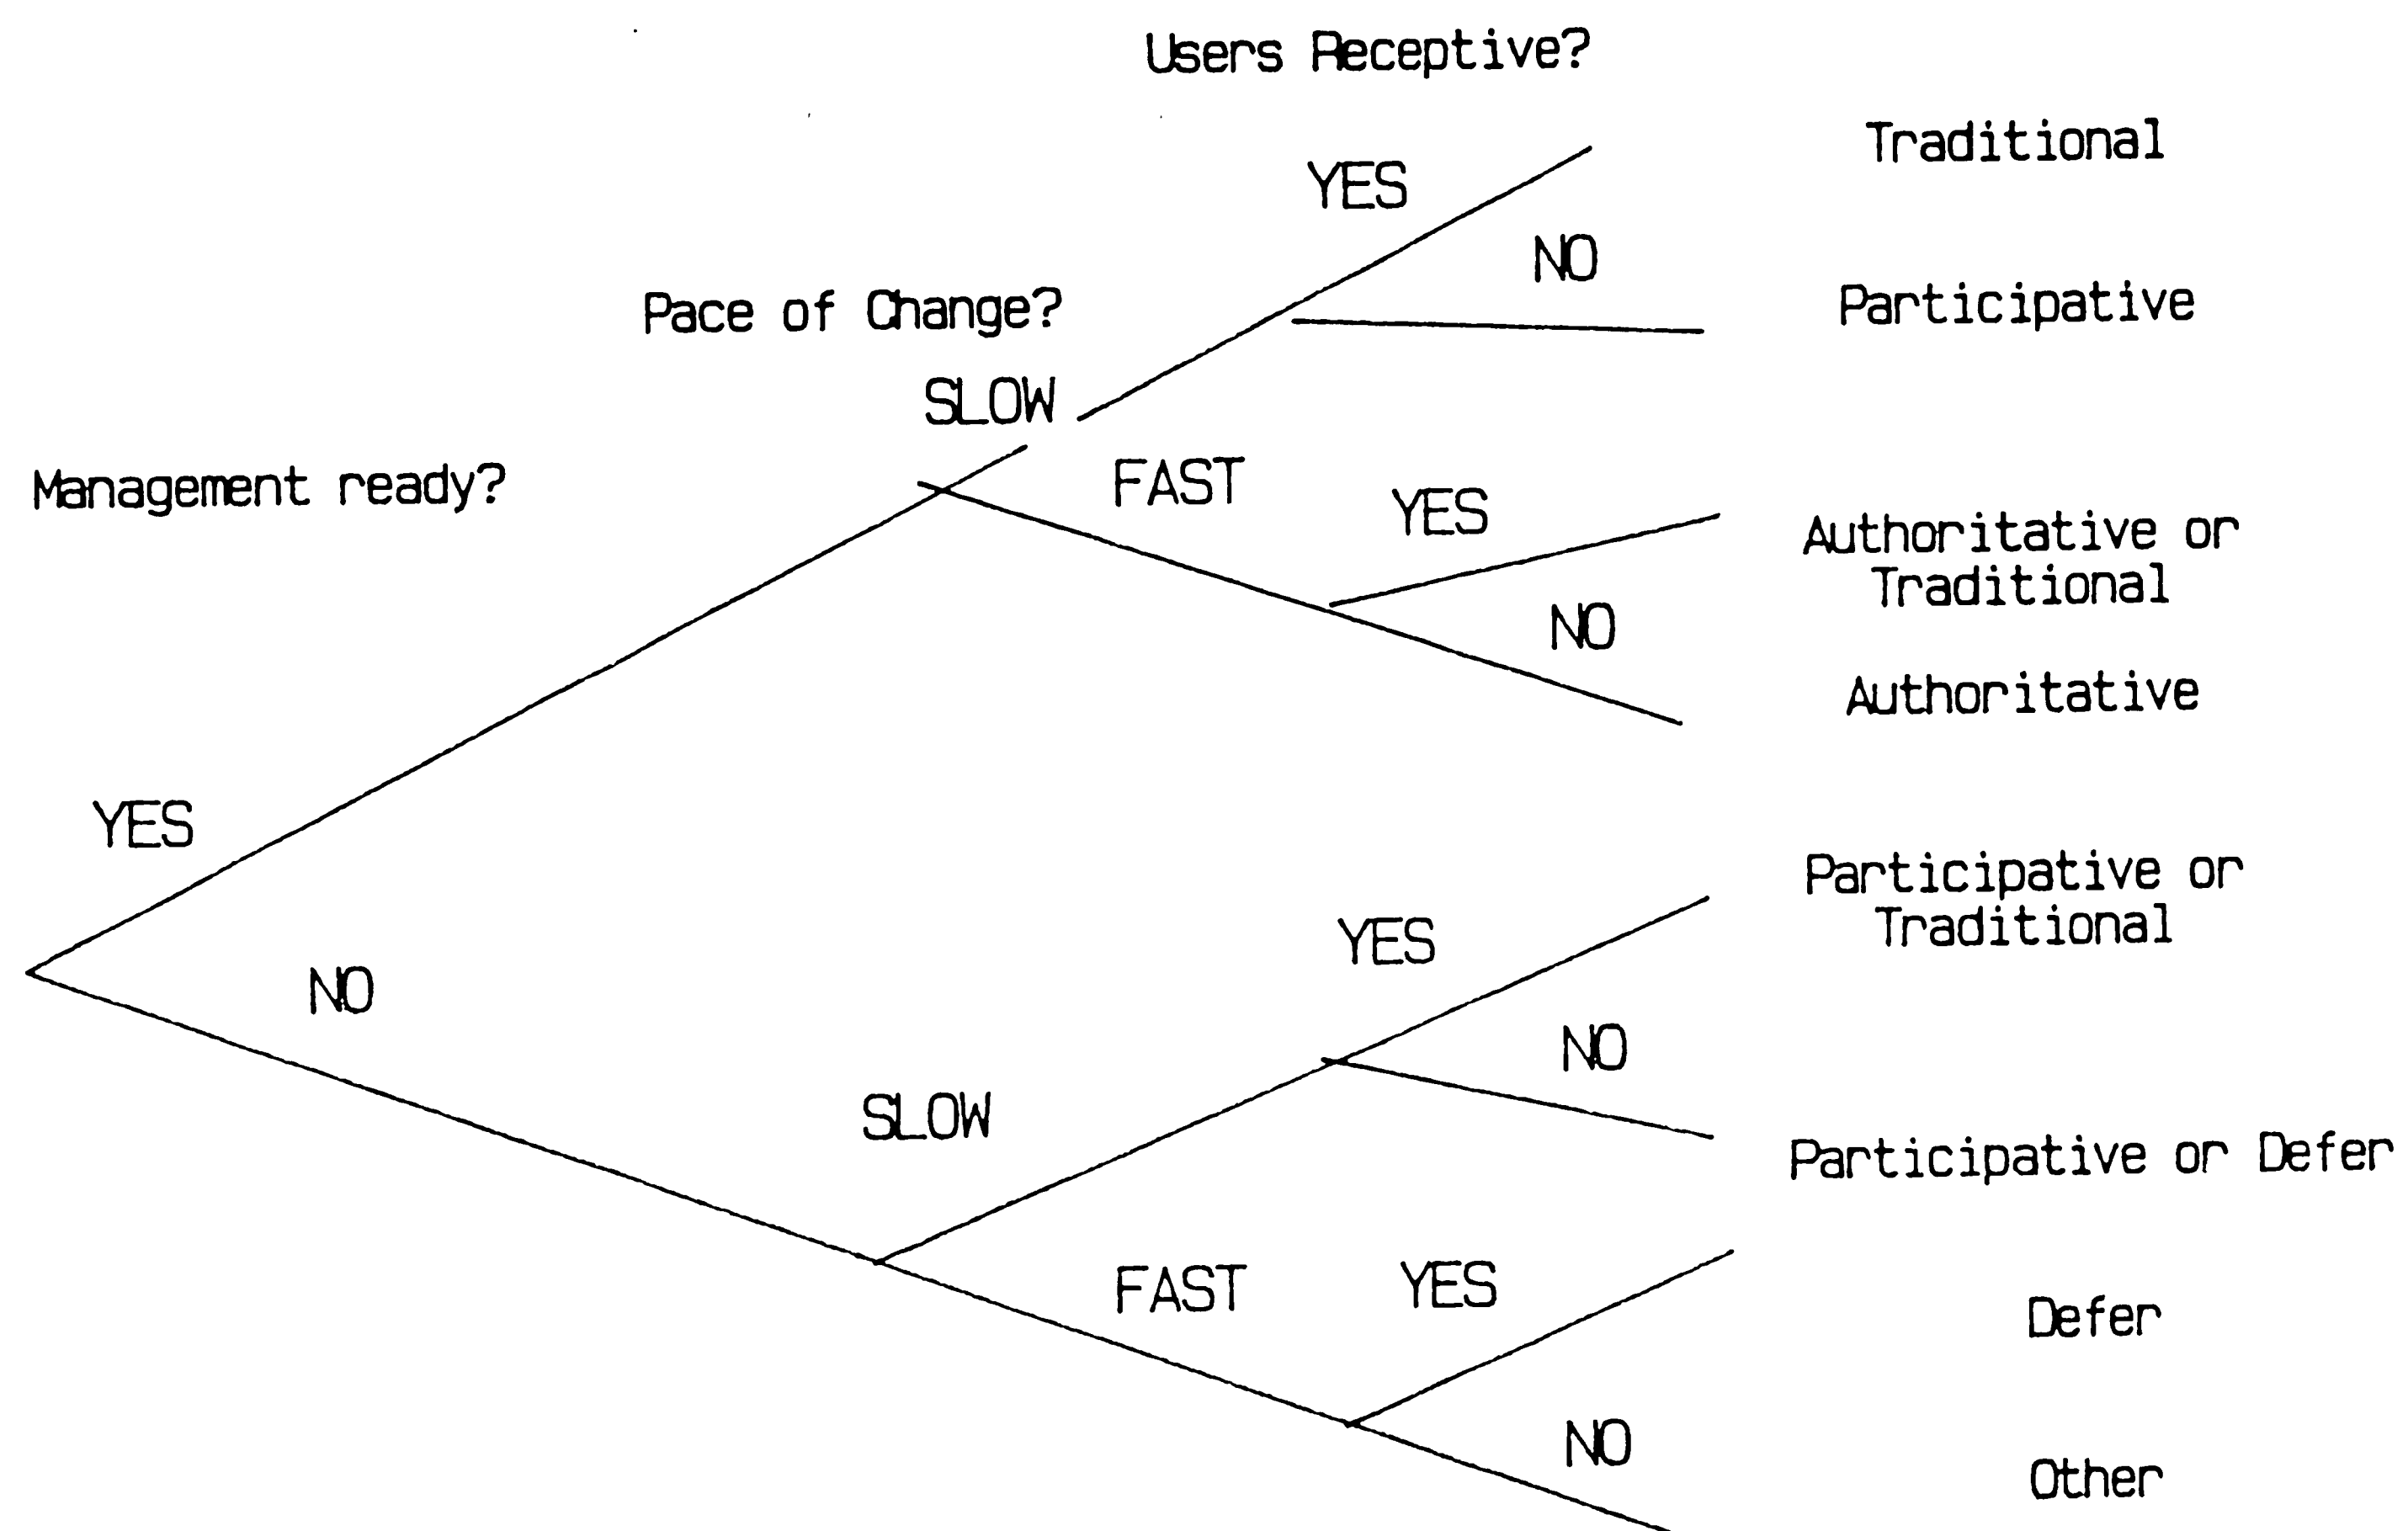 Users Receptive?
Traditional
YES
NO
Pace of Change?
Participative
SLOW
Management ready?
FAST
YES
Authoritative or
Traditional
NO
Authoritative
YES
Participative or
Traditional
YES
NO
NO
SLOW
Participative or Defer
FAST
YES
Defer
NO
Other